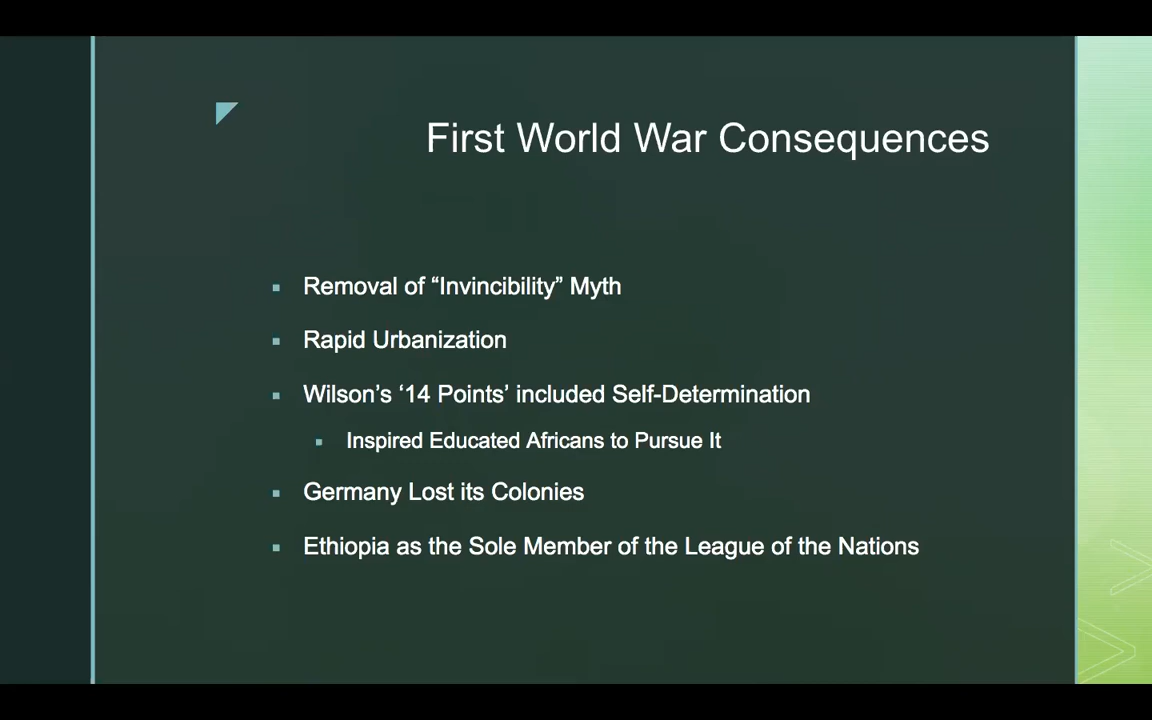 First World War Consequences
Removal of “Invincibility” Myth
Rapid Urbanization
Wilson’s ‘14 Points’ included Self-Determination
Inspired Educated Africans to Pursue It
Germany Lost its Colonies
Ethiopia as the Sole Member of the League of the Nations